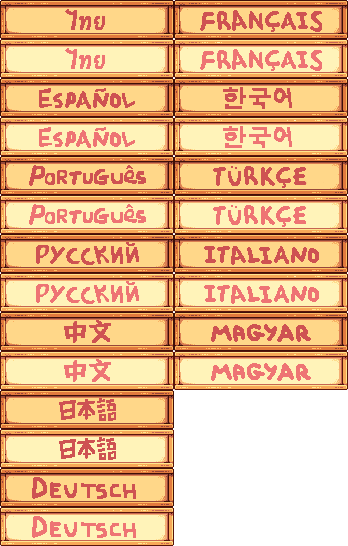 ไทย
ไทย
ESPAÑOL
ESPAÑOL
PORTUGUÊS
PORTUGUÊS
РУССКИЙ
РУССКИЙ
中文
中文
日本語
日本語
DEUTSCH
DEUTSCH
FRANÇAIS
FRANÇAIS
한국어
한국어
TÜRKÇE
TÜRKÇE
ITALIANO
ITALIANO
MAGYAR
MAGYAR